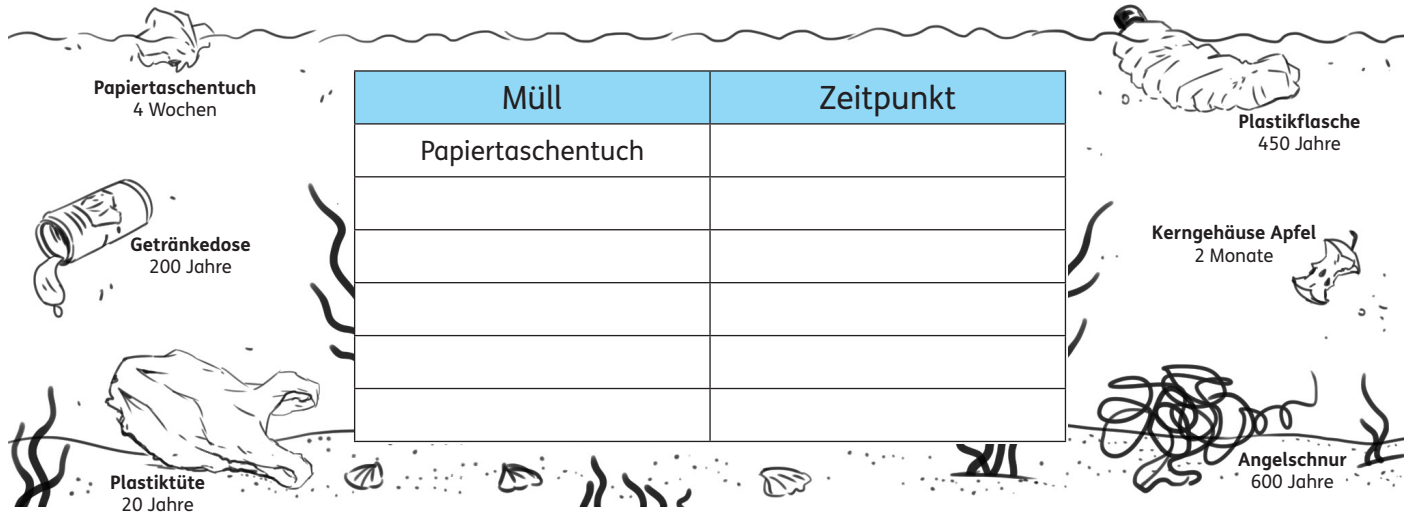 Papiertaschentuch
4 Wochen
Getränkedose
200 Jahre
Plastiktüte
20 Jahre
Müll Zeitpunkt
Papiertaschentuch
Plastikflasche
450 Jahre
Kerngehäuse Apfel
2 Monate
Angelschnur
600 Jahre